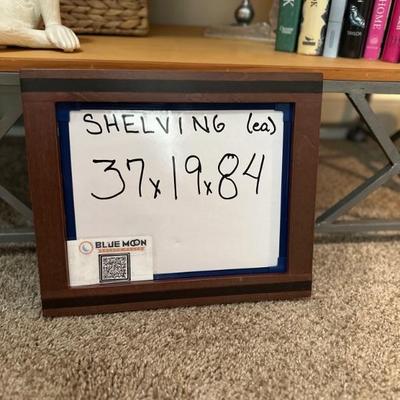 SHELVING (ea)
37x19x84
BLUE MOON